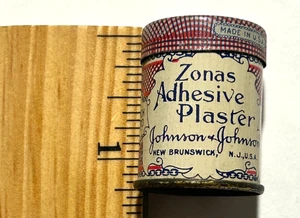 MADE IN U.S.A.
Zonas
Adhesive
Plaster
Johnson & Johnson
NEW BRUNSWICK, N.J., U.S.A.
1